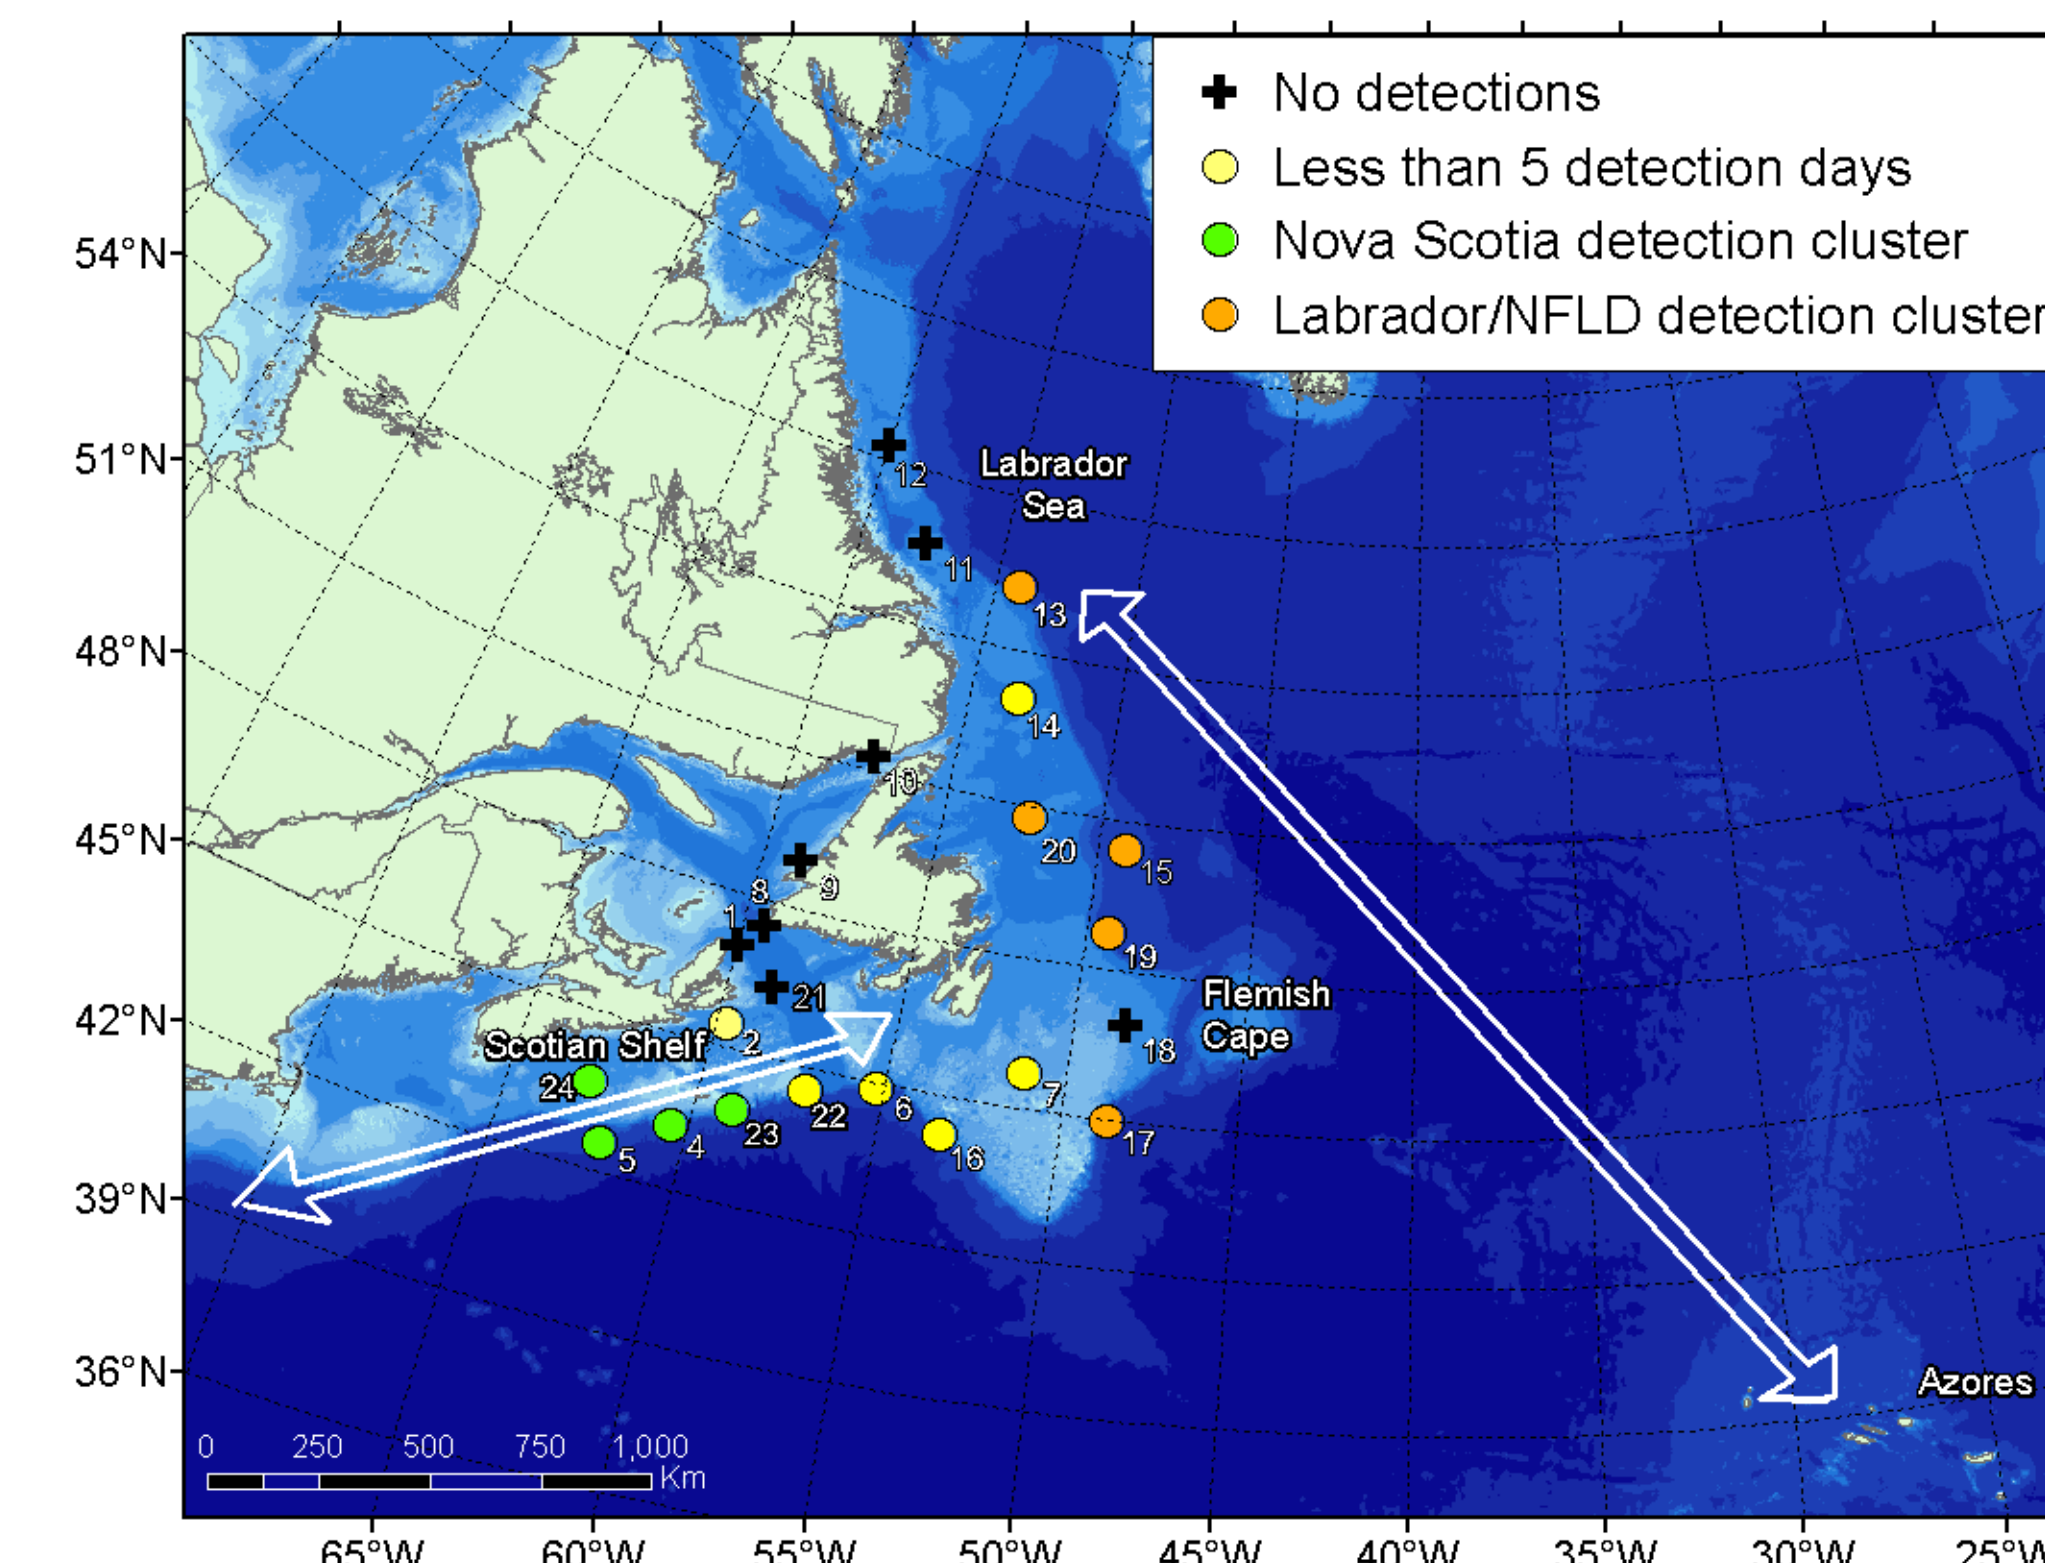 No detections
Less than 5 detection days
Nova Scotia detection cluster
Labrador/NFLD detection cluster
54°N
51°N
48°N
45°N
42°N
39°N
36°N
12
Labrador
Sea
11
13
14
10
20
15
8
9
1
19
21
Flemish
Cape
2
18
Scotian Shelf
24
7
22
6
23
17
4
5
16
Azores
0 250 500 750 1,000
Km
65°W 60°W 55°W 50°W 45°W 40°W 35°W 30°W 25°W